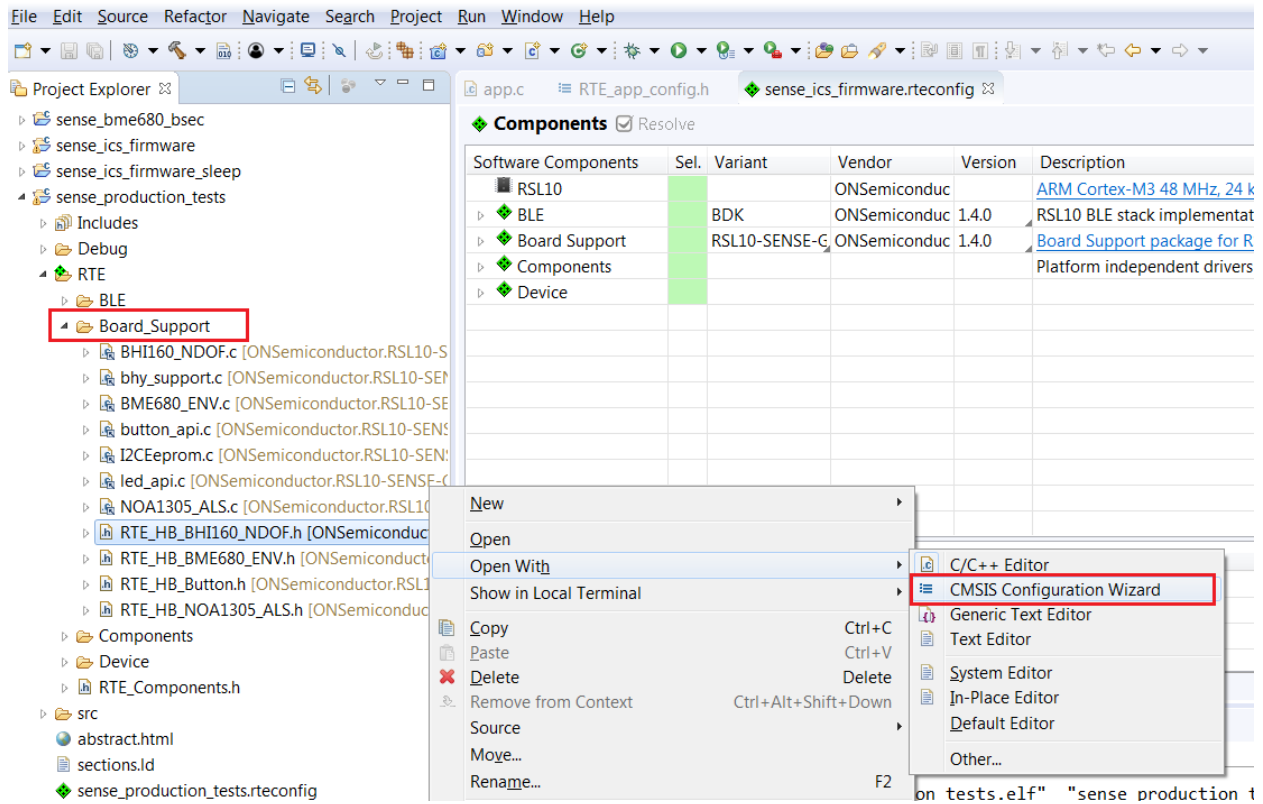 File Edit Source Refactor Navigate Search Project Run Window Help
Project Explorer
sense_bme680_bsec
sense_ics_firmware
sense_ics_firmware_sleep
sense_production_tests
Includes
Debug
RTE
BLE
Board_Support
BHI160_NDOF.c [ONSemiconductor.RSL10-S
bhy_support.c [ONSemiconductor.RSL10-SEN
BME680_ENV.c [ONSemiconductor.RSL10-SE
button_api.c [ONSemiconductor.RSL10-SENS
I2CEeprom.c [ONSemiconductor.RSL10-SEN
led_api.c [ONSemiconductor.RSL10-SENSE-G
NOA1305_ALS.c [ONSemiconductor.RSL10
RTE_HB_BHI160_NDOF.h [ONSemiconduc
RTE_HB_BME680_ENV.h [ONSemiconduct
RTE_HB_Button.h [ONSemiconductor.RSL1
RTE_HB_NOA1305_ALS.h [ONSemiconduc
Components
Device
RTE_Components.h
src
abstract.html
sections.ld
sense_production_tests.rteconfig
app.c RTE_app_config.h sense_ics_firmware.rteconfig
Components Resolve
Software Components Sel. Variant Vendor Version Description
RSL10 ONSemiconduc ARM Cortex-M3 48 MHz, 24 k
BLE BDK ONSemiconduc 1.4.0 RSL10 BLE stack implementat
Board Support RSL10-SENSE-G ONSemiconduc 1.4.0 Board Support package for R
Components Platform independent drivers
Device
New
Open
Open With
Show in Local Terminal
Copy Ctrl+C
Paste Ctrl+V
Delete Delete
Remove from Context Ctrl+Alt+Shift+Down
Source
Move...
Rename... F2
C/C++ Editor
CMSIS Configuration Wizard
Generic Text Editor
Text Editor
System Editor
In-Place Editor
Default Editor
Other...
on tests.elf" "sense production t